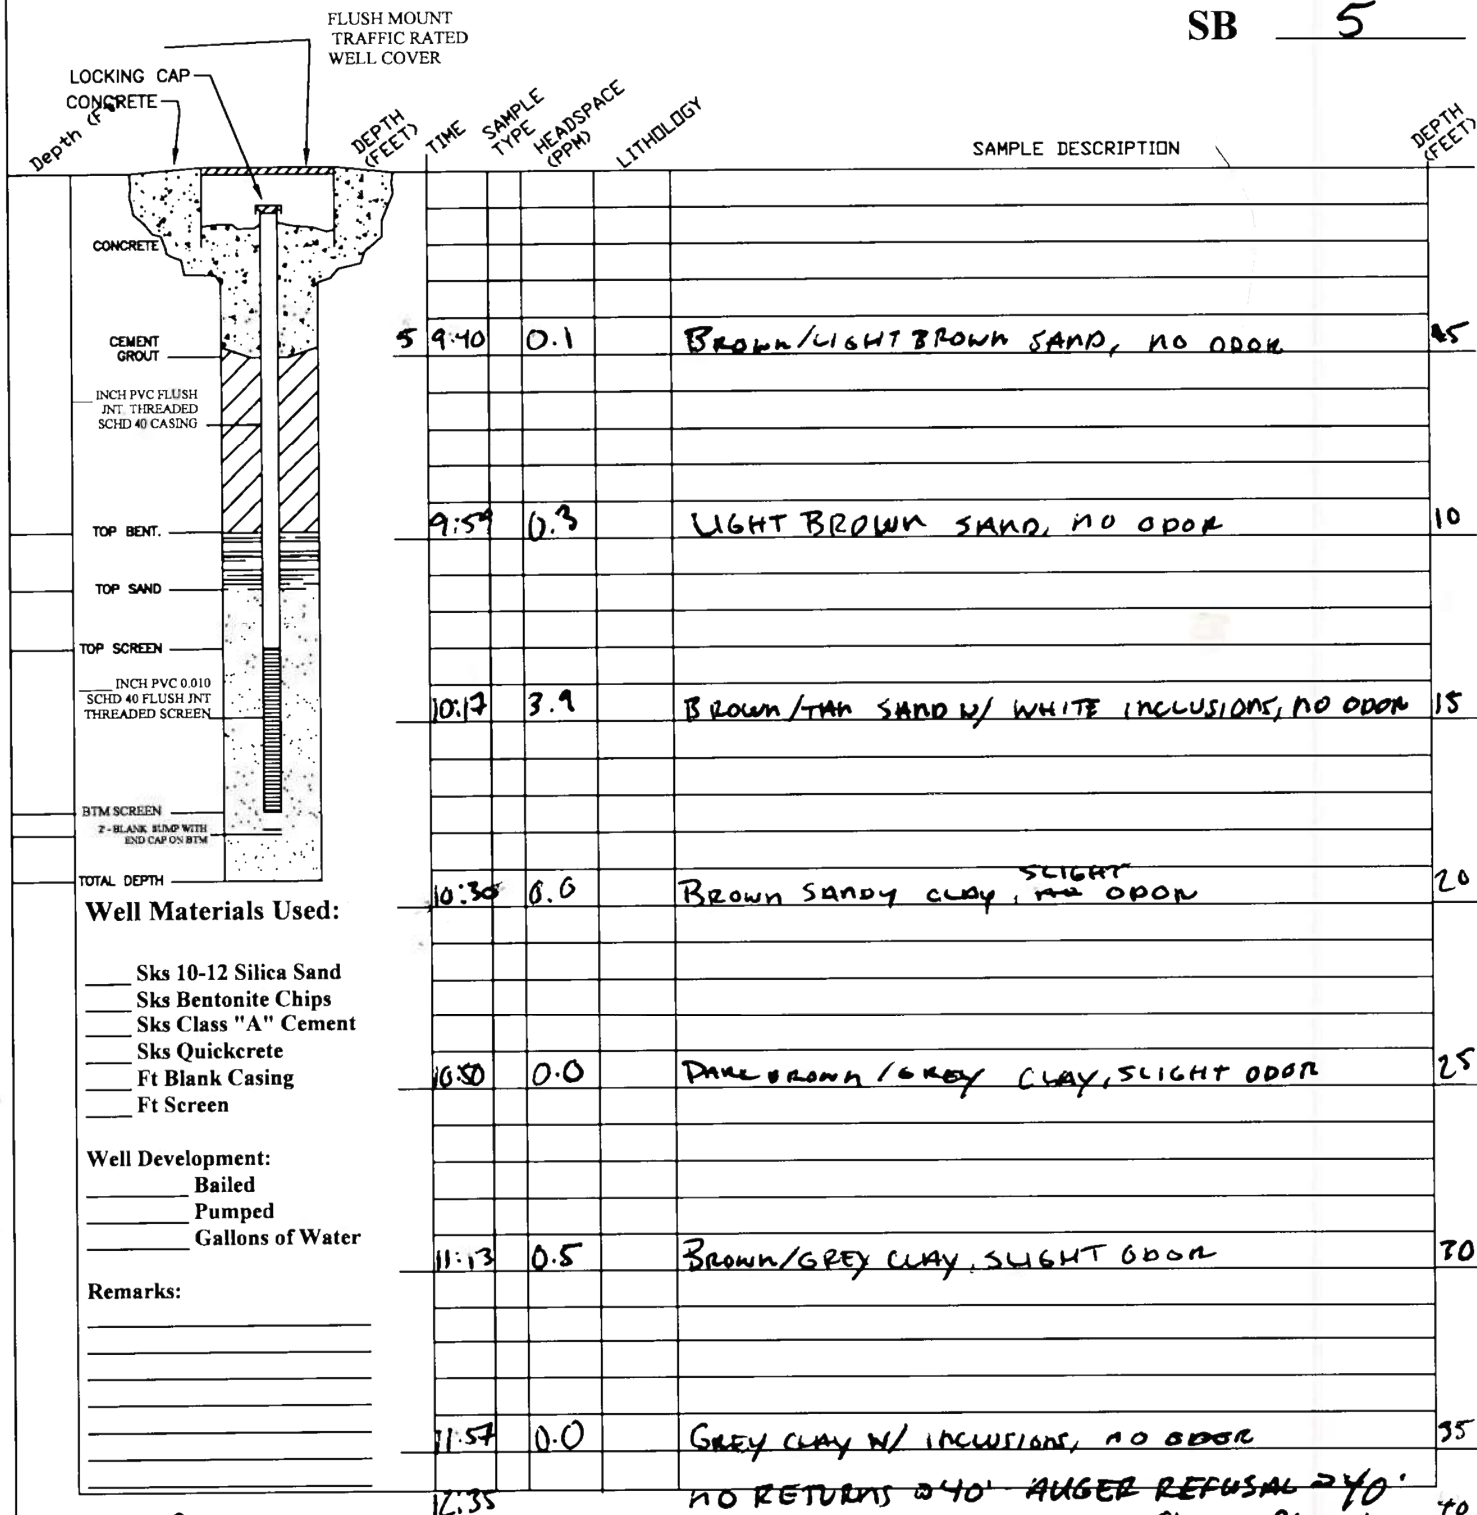 FLUSH MOUNT
TRAFFIC RATED
WELL COVER
SB 5
LOCKING CAP
CONCRETE
Depth (F
DEPTH (FEET)
TIME
SAMPLE TYPE
HEADSPACE (PPM)
LITHOLOGY
SAMPLE DESCRIPTION
DEPTH (FEET)
CONCRETE
CEMENT
GROUT
5 9:40 0.1 BROWN/LIGHT BROWN SAND, NO ODOR 5
INCH PVC FLUSH
JNT. THREADED
SCHD 40 CASING
TOP BENT.
9:59 0.3 LIGHT BROWN SAND, NO ODOR 10
TOP SAND
TOP SCREEN
INCH PVC 0.010
SCHD 40 FLUSH JNT
THREADED SCREEN
10:17 3.9 BROWN/TAN SAND W/ WHITE INCLUSIONS, NO ODOR 15
BTM SCREEN
2'-BLANK SUMP WITH
END CAP ON BTM
TOTAL DEPTH
SLIGHT
10:30 0.0 BROWN SANDY CLAY, NO ODOR 20
Well Materials Used:
Sks 10-12 Silica Sand
Sks Bentonite Chips
Sks Class "A" Cement
Sks Quickcrete
Ft Blank Casing
Ft Screen
10:50 0.0 DARK BROWN/GREY CLAY, SLIGHT ODOR 25
Well Development:
Bailed
Pumped
Gallons of Water
11:13 0.5 BROWN/GREY CLAY, SLIGHT ODOR 30
Remarks:
11:57 0.0 GREY CLAY W/ INCLUSIONS, NO ODOR 35
12:35 NO RETURNS @ 40' AUGER REFUSAL @ 40' 40